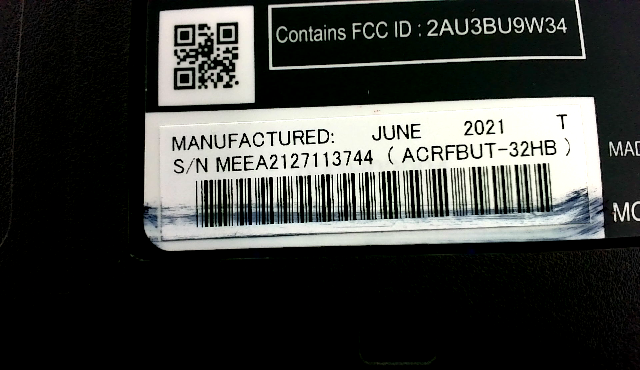 Contains FCC ID : 2AU3BU9W34
MANUFACTURED: JUNE 2021 T
S/N MEEA2127113744 ( ACRFBUT-32HB )